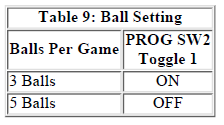 Table 9: Ball Setting
Balls Per Game PROG SW2
Toggle 1
3 Balls ON
5 Balls OFF